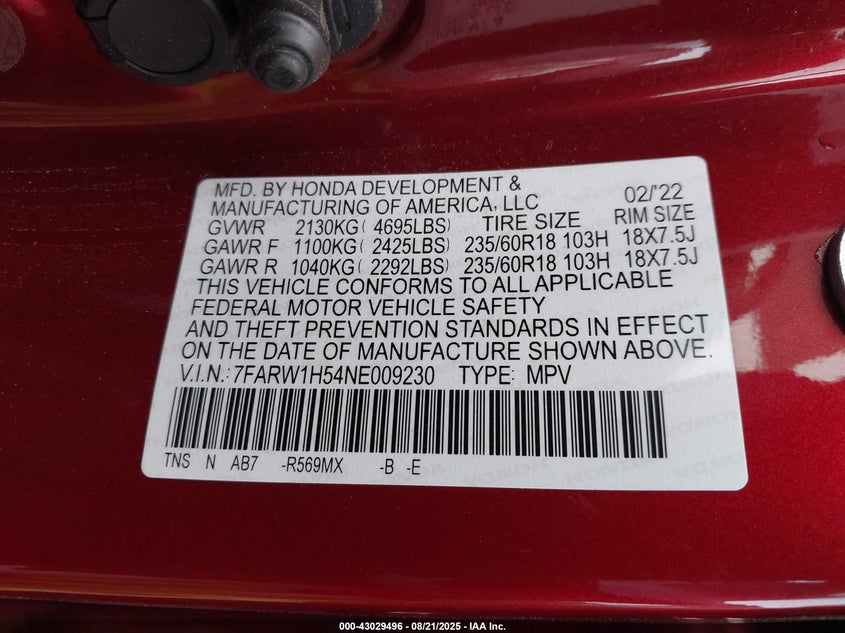 MFD. BY HONDA DEVELOPMENT &
MANUFACTURING OF AMERICA, LLC 02/'22
GVWR 2130KG( 4695LBS) TIRE SIZE RIM SIZE
GAWR F 1100KG( 2425LBS) 235/60R18 103H 18X7.5J
GAWR R 1040KG( 2292LBS) 235/60R18 103H 18X7.5J
THIS VEHICLE CONFORMS TO ALL APPLICABLE
FEDERAL MOTOR VEHICLE SAFETY
AND THEFT PREVENTION STANDARDS IN EFFECT
ON THE DATE OF MANUFACTURE SHOWN ABOVE.
V.I.N.: 7FARW1H54NE009230 TYPE: MPV
TNS N AB7 -R569MX -B -E
000-43029496 - 08/21/2025 - IAA Inc.